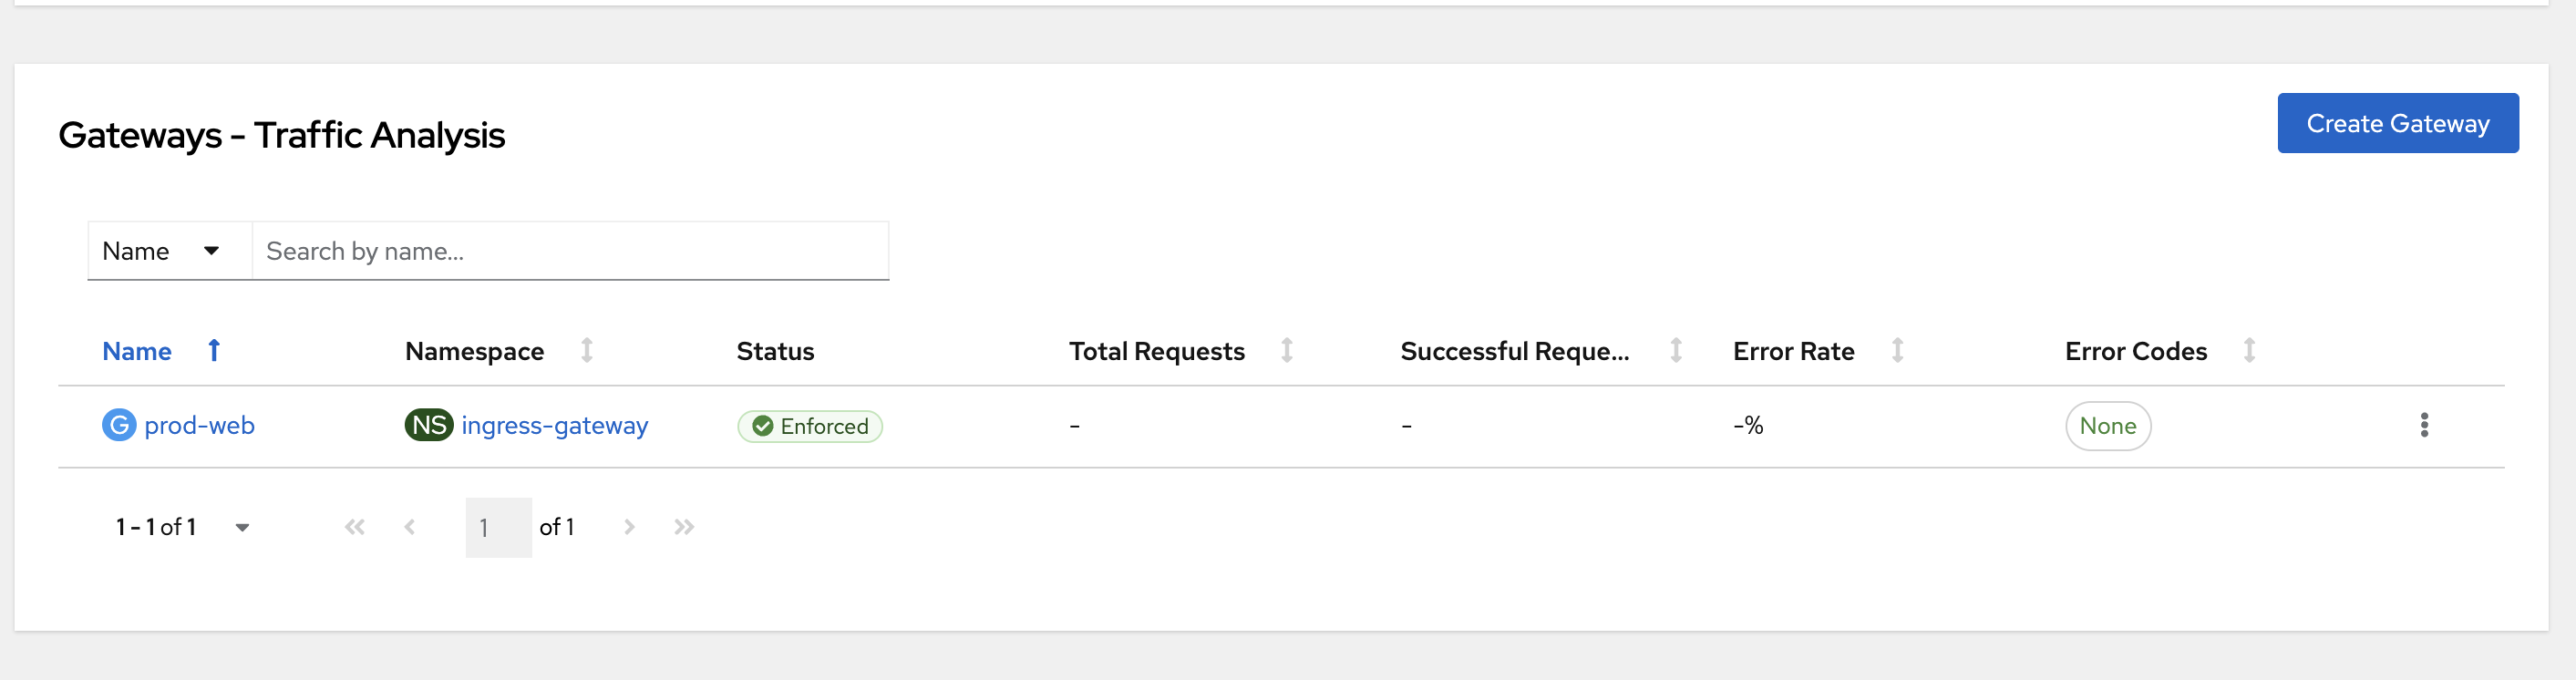 Gateways - Traffic Analysis
Create Gateway
Name
Search by name...
Name Namespace Status Total Requests Successful Reque... Error Rate Error Codes
G prod-web NS ingress-gateway Enforced - - -% None
1 - 1 of 1 1 of 1